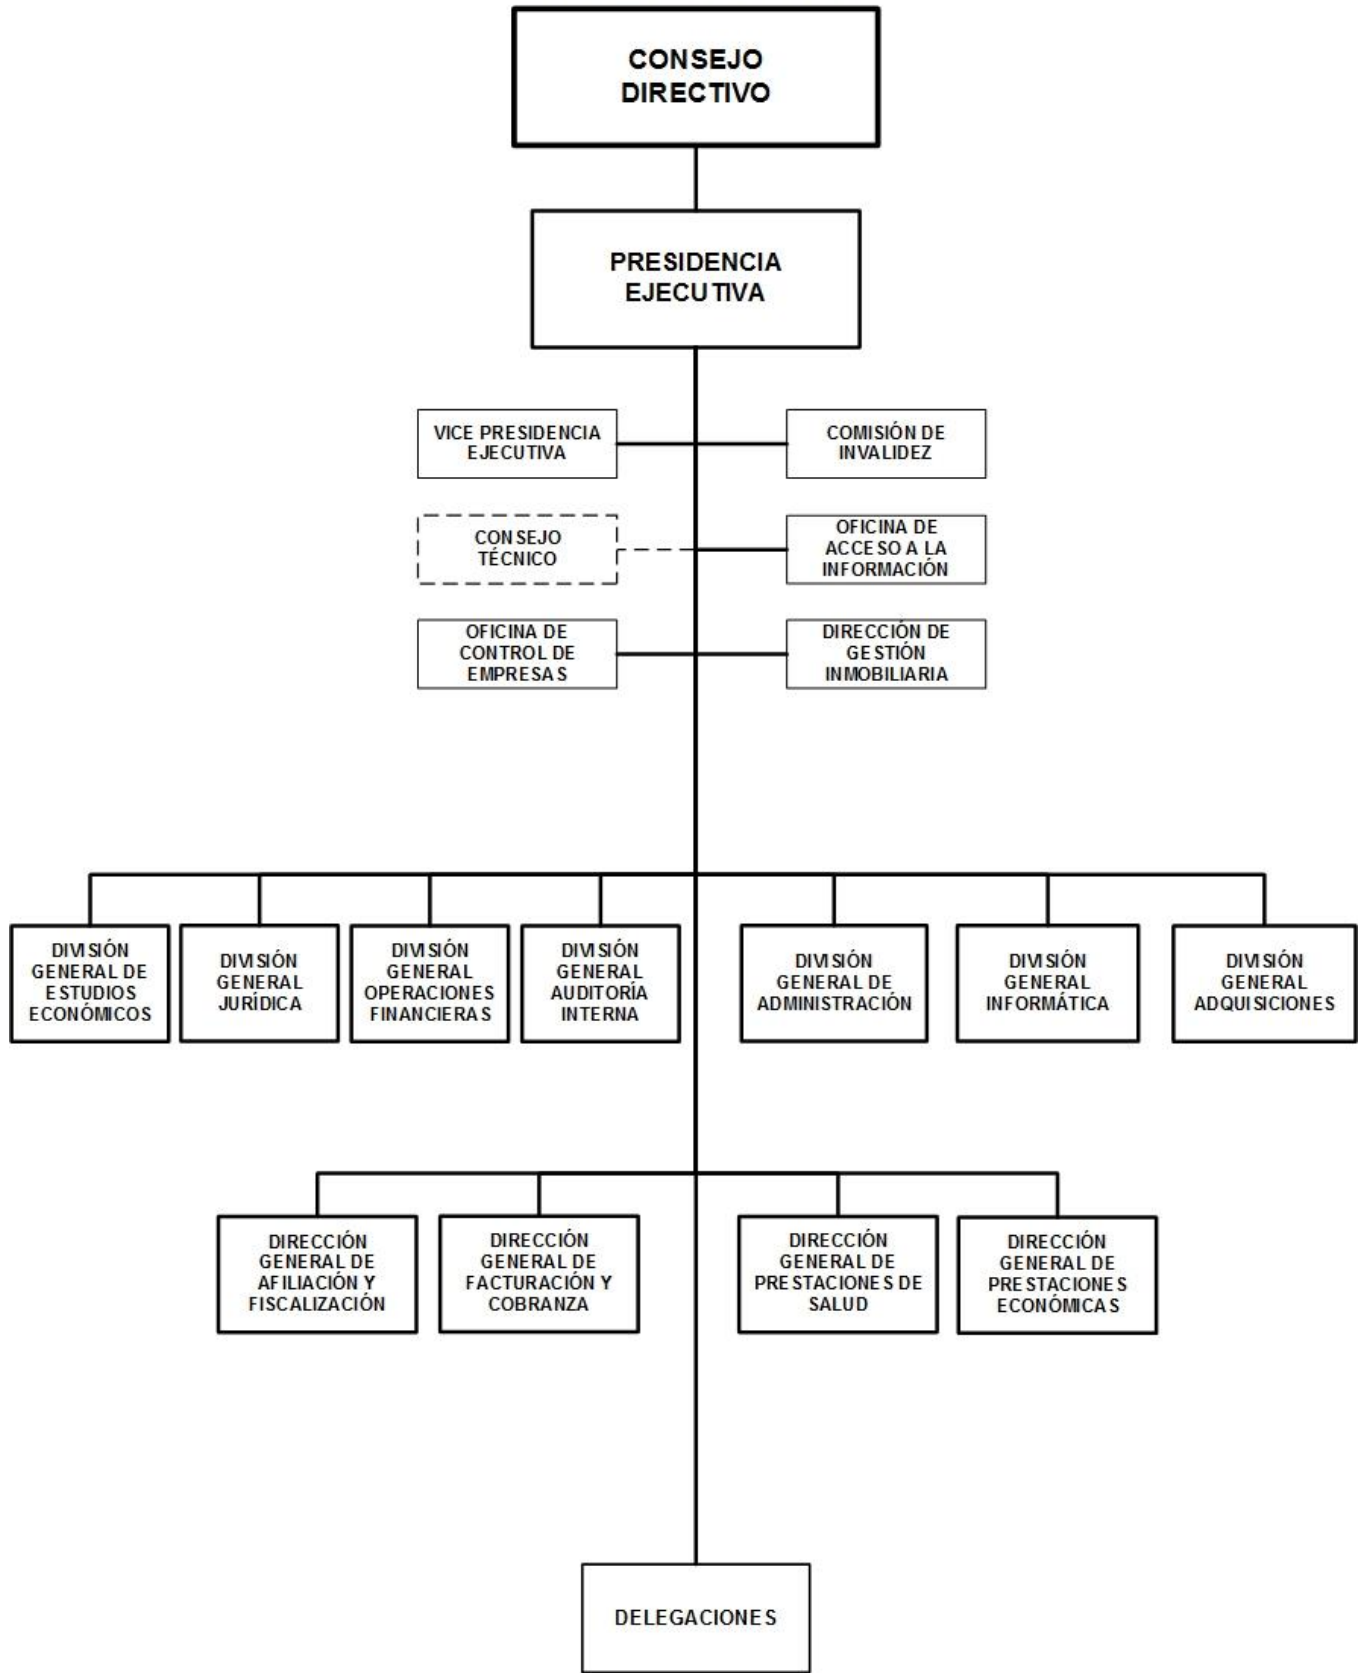 CONSEJO
DIRECTIVO
PRESIDENCIA
EJECUTIVA
VICE PRESIDENCIA
EJECUTIVA
COMISIÓN DE
INVALIDEZ
CONSEJO
TÉCNICO
OFICINA DE
ACCESO A LA
INFORMACIÓN
OFICINA DE
CONTROL DE
EMPRESAS
DIRECCIÓN DE
GESTIÓN
INMOBILIARIA
DIVISIÓN
GENERAL DE
ESTUDIOS
ECONÓMICOS
DIVISIÓN
GENERAL
JURÍDICA
DIVISIÓN
GENERAL
OPERACIONES
FINANCIERAS
DIVISIÓN
GENERAL
AUDITORÍA
INTERNA
DIVISIÓN
GENERAL DE
ADMINISTRACIÓN
DIVISIÓN
GENERAL
INFORMÁTICA
DIVISIÓN
GENERAL
ADQUISICIONES
DIRECCIÓN
GENERAL DE
AFILIACIÓN Y
FISCALIZACIÓN
DIRECCIÓN
GENERAL DE
FACTURACIÓN Y
COBRANZA
DIRECCIÓN
GENERAL DE
PRESTACIONES DE
SALUD
DIRECCIÓN
GENERAL DE
PRESTACIONES
ECONÓMICAS
DELEGACIONES